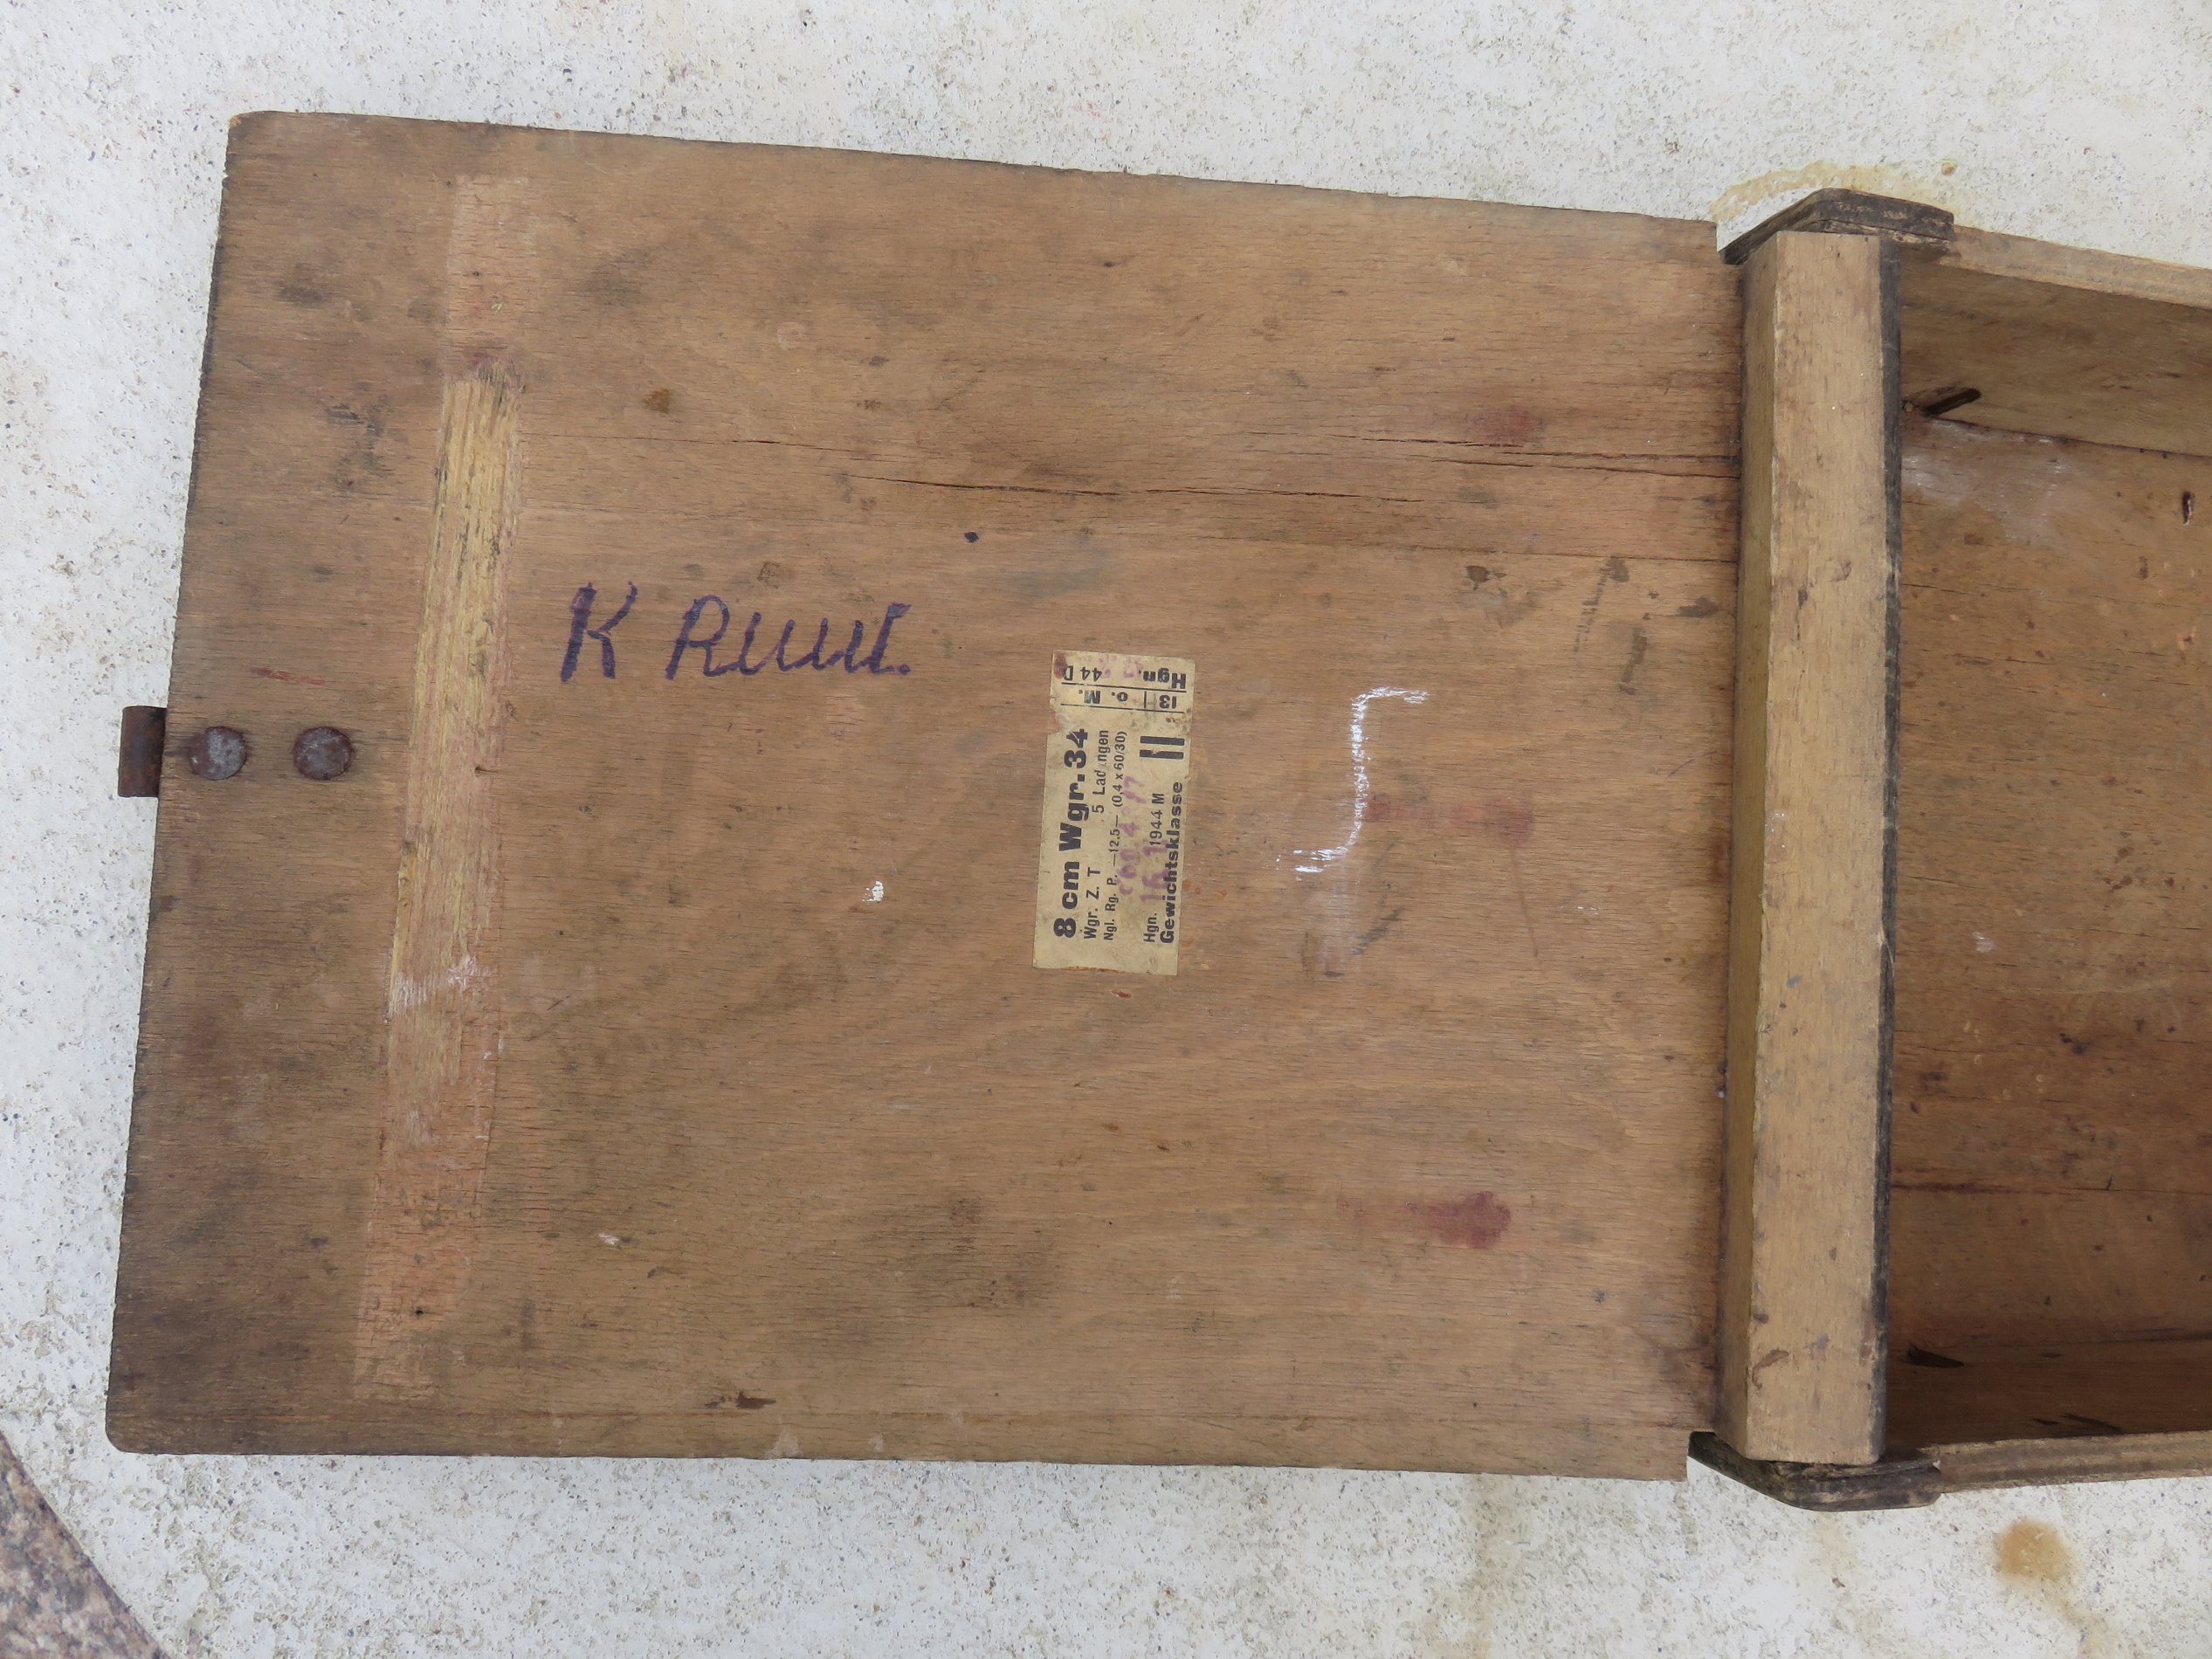 K Ruut.
8 cm Wgr. 34
Wgr. Z. T 5 Ladungen
Ngl. Rg. P. —12,5— (0,4 x 60/30)
Hgn. 1944 M
Gewichtsklasse II
13 o. M.
Hgn. 44 D